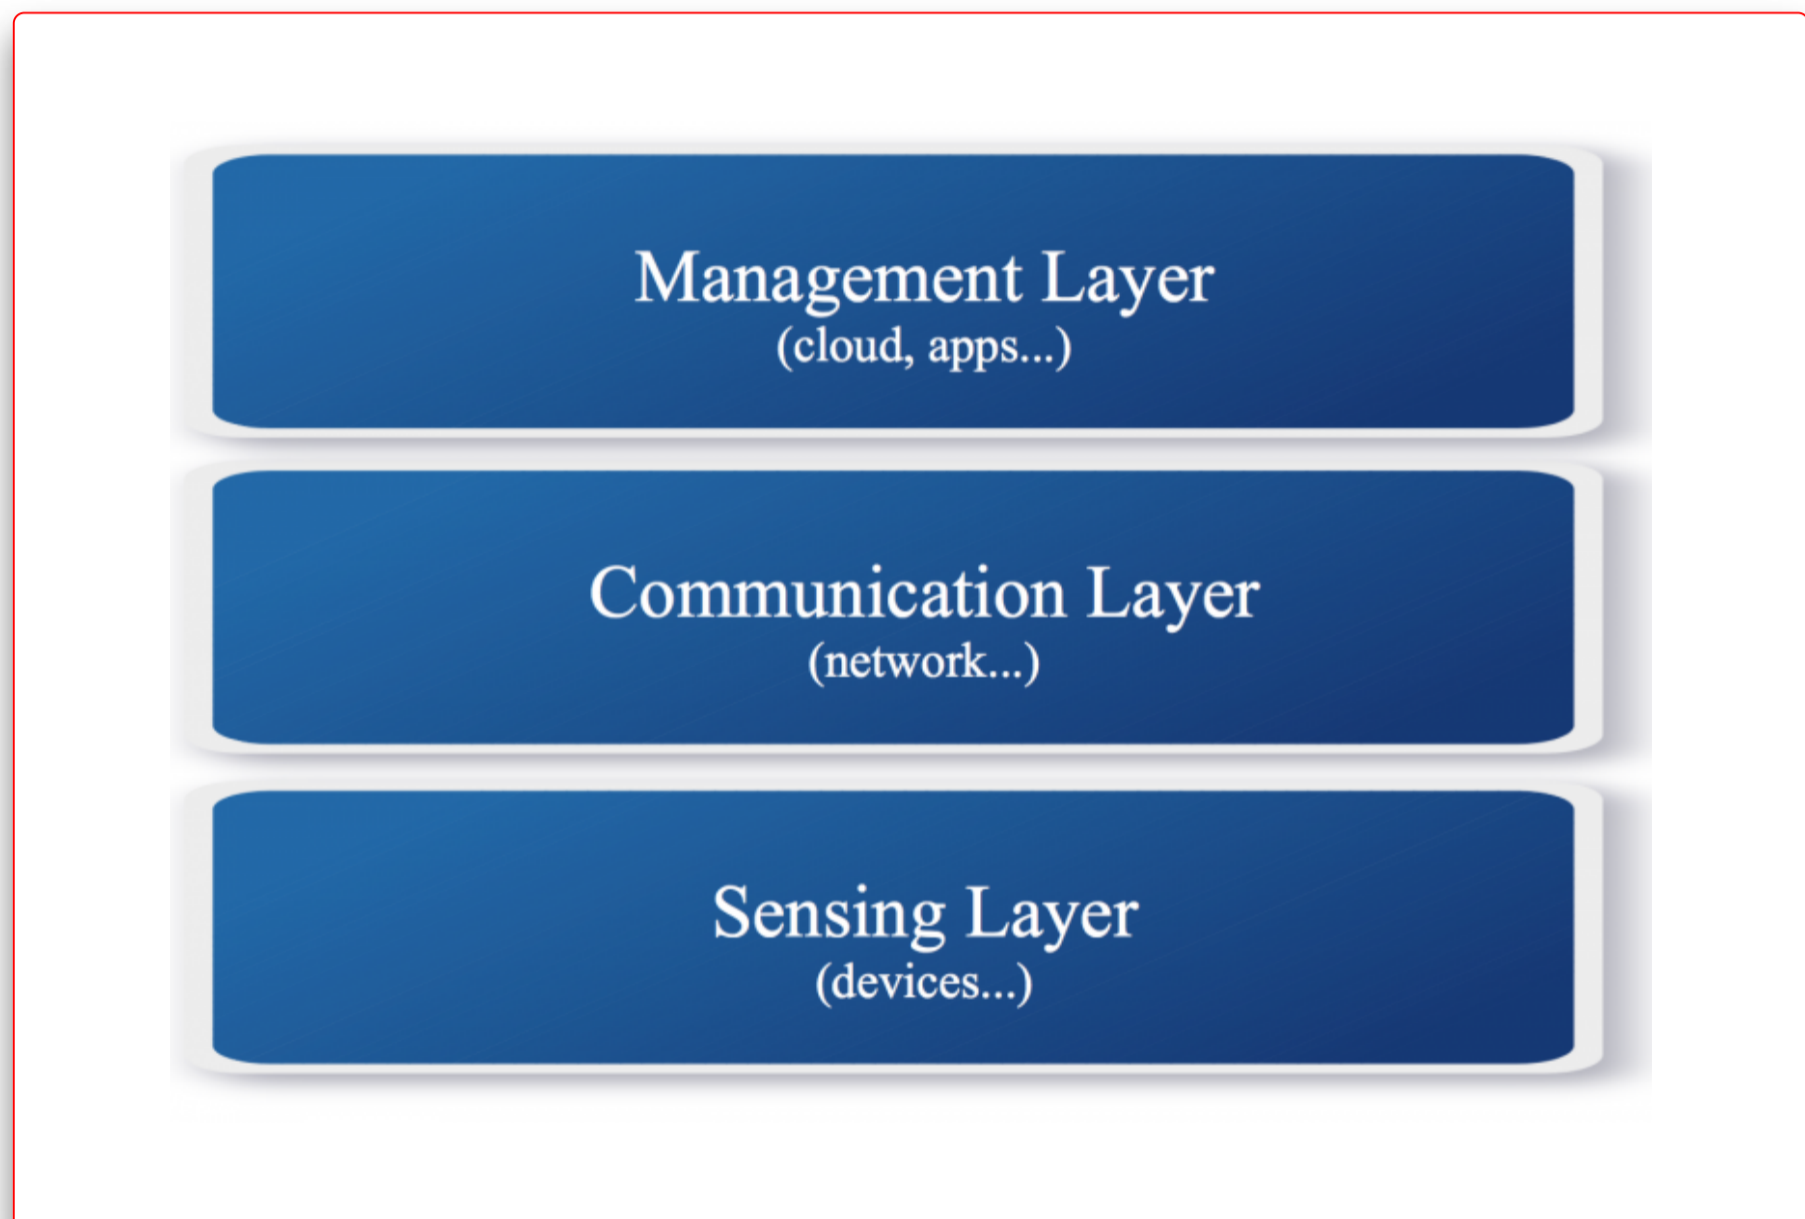 Management Layer
(cloud, apps...)
Communication Layer
(network...)
Sensing Layer
(devices...)